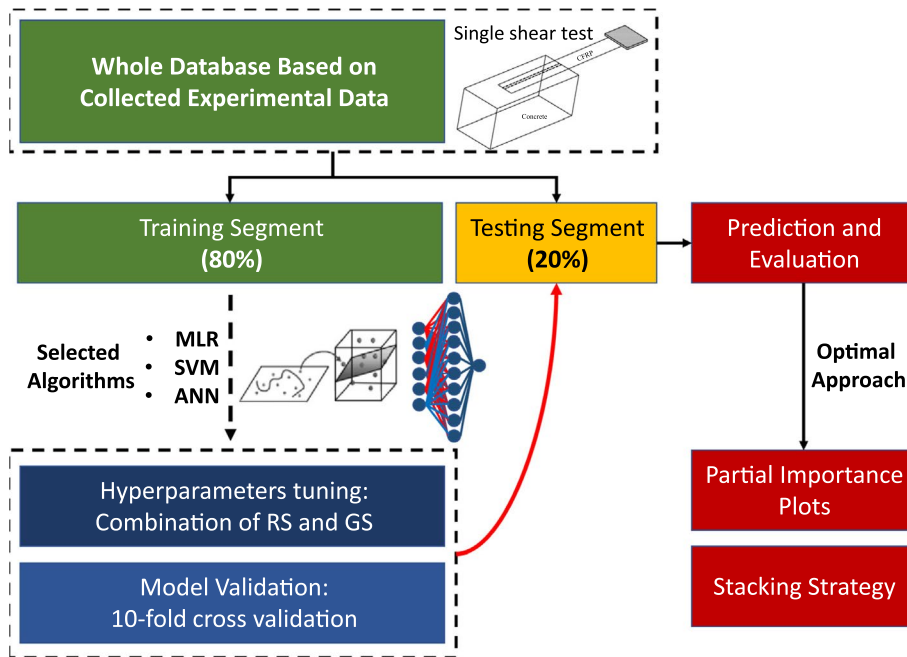 Whole Database Based on
Collected Experimental Data
Single shear test
CFRP
Concrete
Training Segment
(80%)
Testing Segment
(20%)
Prediction and
Evaluation
Selected
Algorithms
• MLR
• SVM
• ANN
Optimal
Approach
Hyperparameters tuning:
Combination of RS and GS
Model Validation:
10-fold cross validation
Partial Importance
Plots
Stacking Strategy